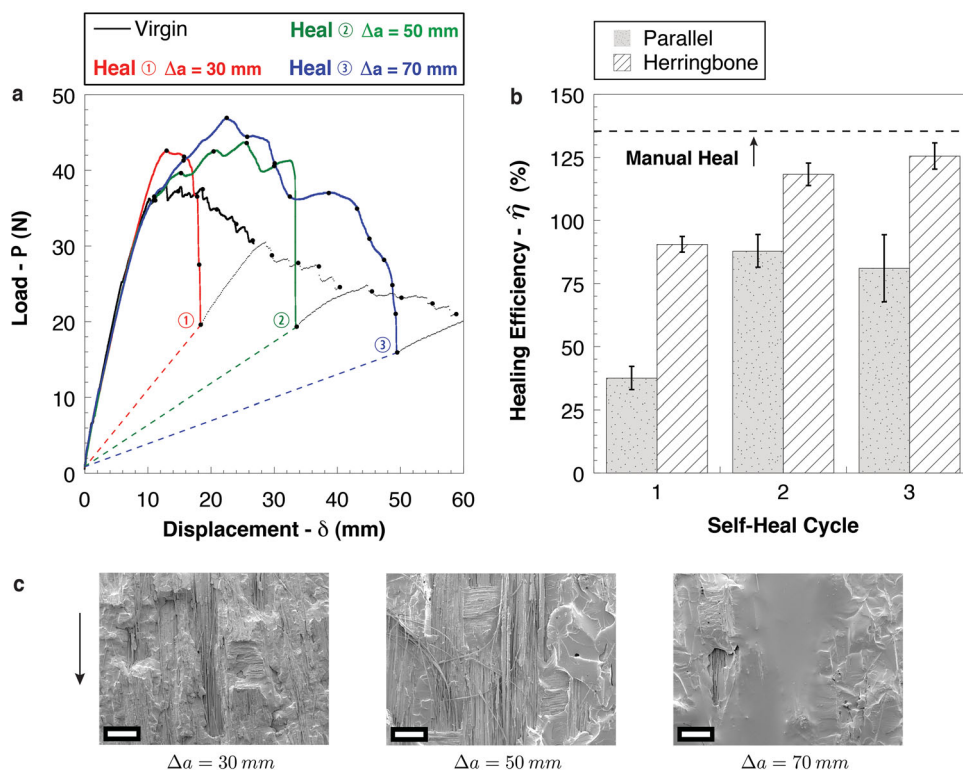 Virgin
Heal ② Δa = 50 mm
Heal ① Δa = 30 mm
Heal ③ Δa = 70 mm
a
50
40
30
20
10
0
Load - P (N)
①
②
③
0
10
20
30
40
50
60
Displacement - δ (mm)
Parallel
Herringbone
b
150
125
100
75
50
25
0
Healing Efficiency - η̂ (%)
Manual Heal
1
2
3
Self-Heal Cycle
c
Δa = 30 mm
Δa = 50 mm
Δa = 70 mm